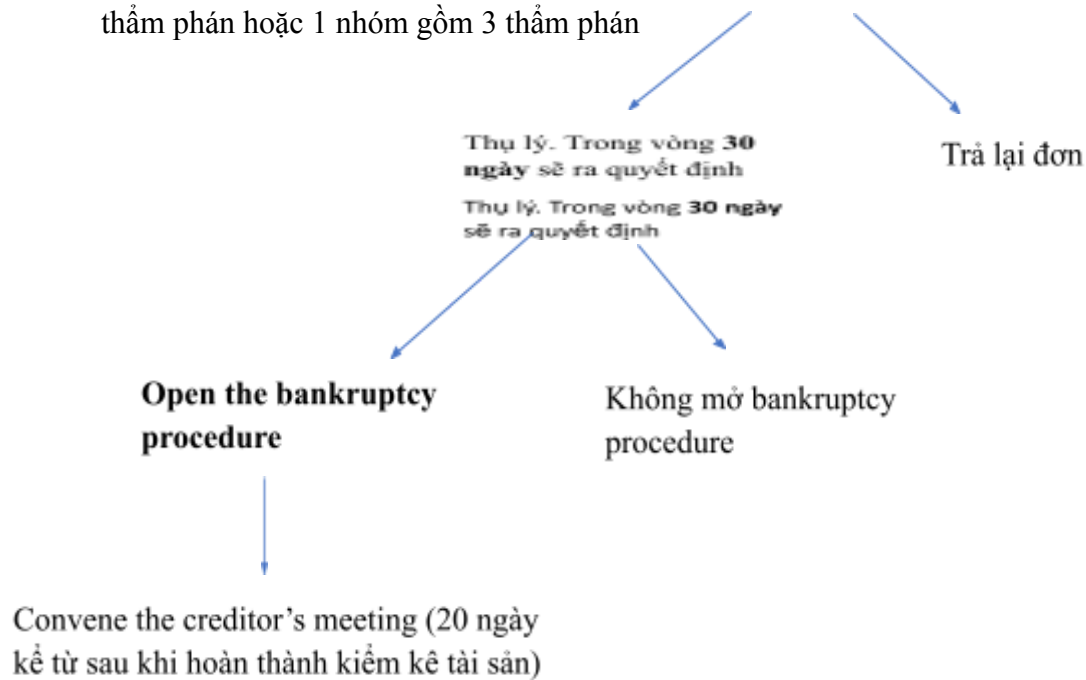 thẩm phán hoặc 1 nhóm gồm 3 thẩm phán
Thụ lý. Trong vòng 30
ngày sẽ ra quyết định
Trả lại đơn
Thụ lý. Trong vòng 30 ngày
sẽ ra quyết định
Open the bankruptcy
procedure
Không mở bankruptcy
procedure
Convene the creditor’s meeting (20 ngày
kể từ sau khi hoàn thành kiểm kê tài sản)